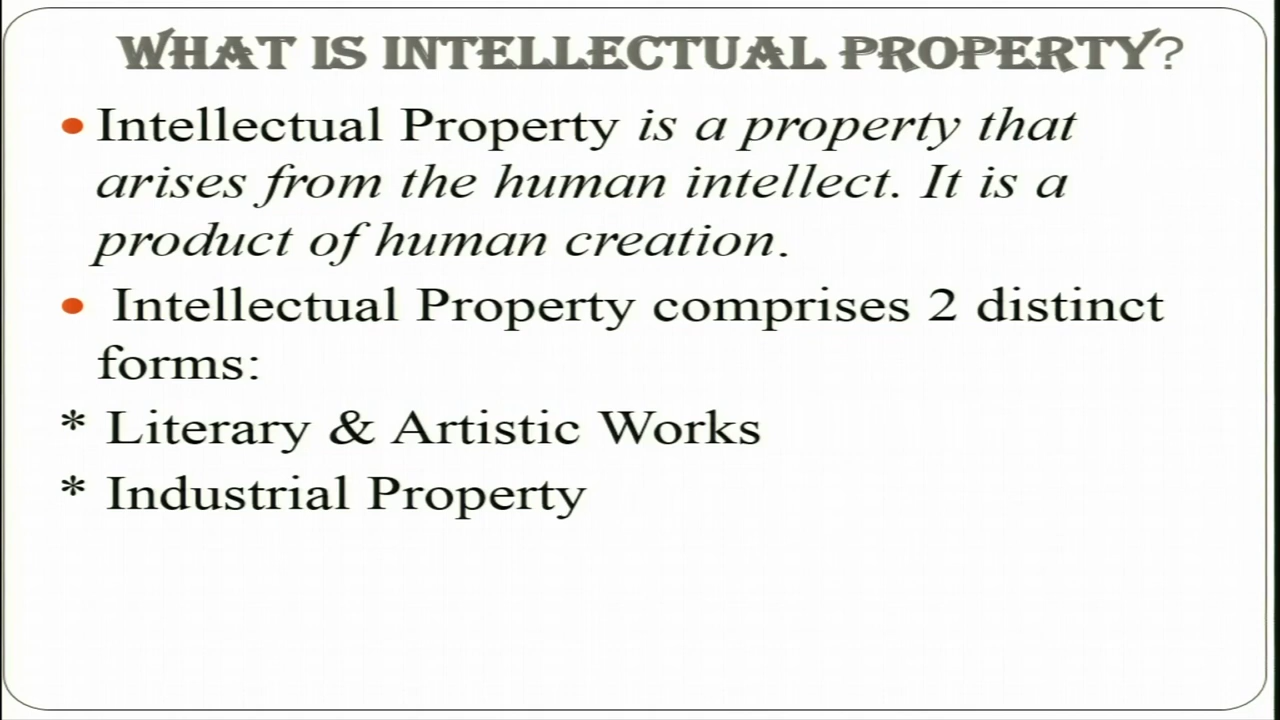 WHAT IS INTELLECTUAL PROPERTY?
• Intellectual Property is a property that
arises from the human intellect. It is a
product of human creation.
• Intellectual Property comprises 2 distinct
forms:
* Literary & Artistic Works
* Industrial Property